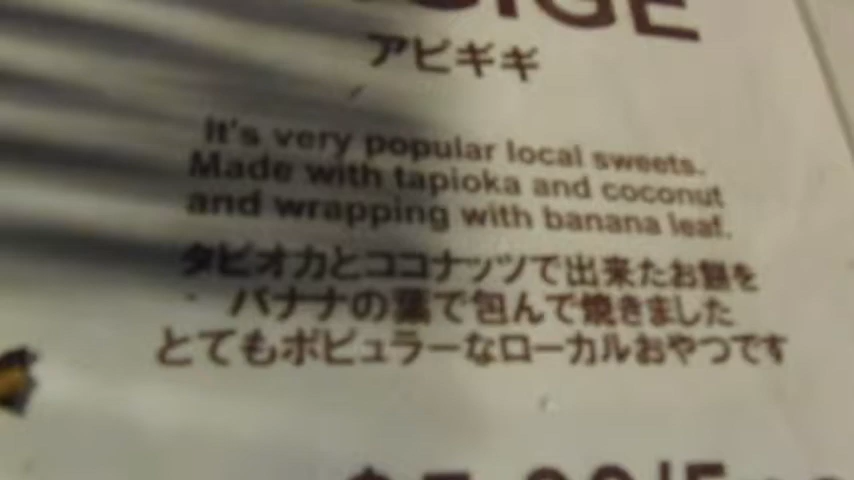 アピギギ
It's very popular local sweets.
Made with tapioka and coconut
and wrapping with banana leaf.
タピオカとココナッツで出来たお餅を
バナナの葉で包んで焼きました
とてもポピュラーなローカルおやつです